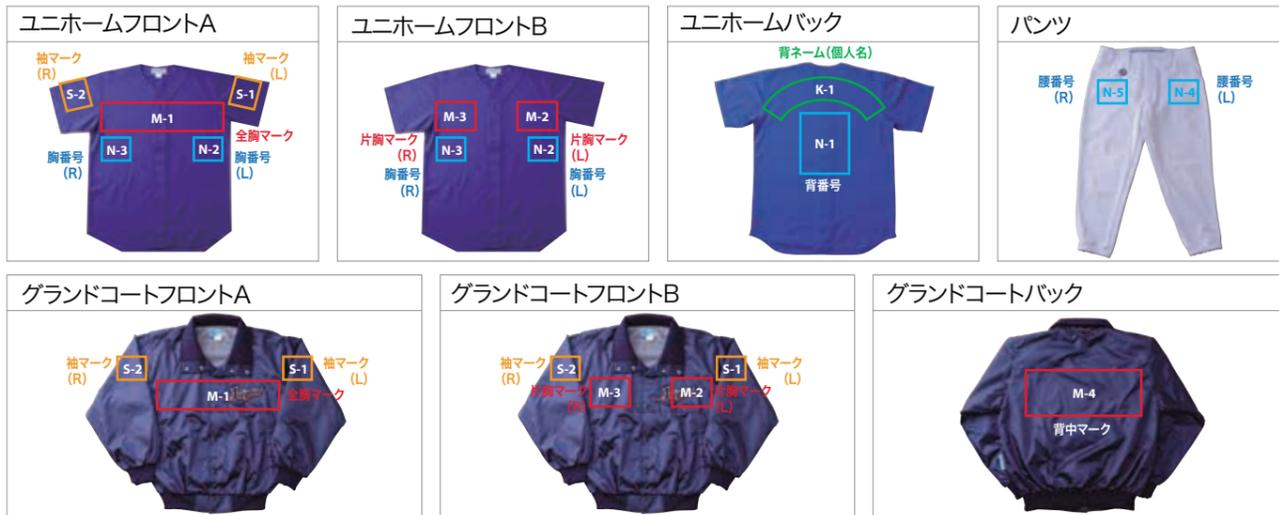 ユニホームフロントA
袖マーク
(R)
袖マーク
(L)
S-2
S-1
M-1
全胸マーク
N-3
N-2
胸番号
(R)
胸番号
(L)
ユニホームフロントB
M-3
M-2
片胸マーク
(R)
片胸マーク
(L)
N-3
N-2
胸番号
(R)
胸番号
(L)
ユニホームバック
背ネーム(個人名)
K-1
N-1
背番号
パンツ
腰番号
(R)
N-5
N-4
腰番号
(L)
グランドコートフロントA
袖マーク
(R)
S-2
S-1
袖マーク
(L)
M-1
全胸マーク
グランドコートフロントB
袖マーク
(R)
S-2
S-1
袖マーク
(L)
片胸マーク
(R)
M-3
M-2
片胸マーク
(L)
グランドコートバック
M-4
背中マーク